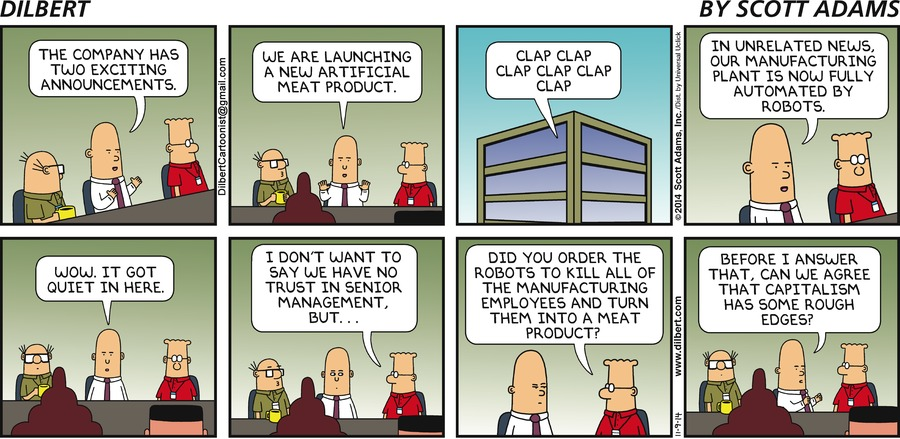 DILBERT
BY SCOTT ADAMS
THE COMPANY HAS
TWO EXCITING
ANNOUNCEMENTS.
DilbertCartoonist@gmail.com
WE ARE LAUNCHING
A NEW ARTIFICIAL
MEAT PRODUCT.
CLAP CLAP
CLAP CLAP CLAP
CLAP
©2014 Scott Adams, Inc. /Dist. by Universal Uclick
IN UNRELATED NEWS,
OUR MANUFACTURING
PLANT IS NOW FULLY
AUTOMATED BY
ROBOTS.
WOW. IT GOT
QUIET IN HERE.
I DON'T WANT TO
SAY WE HAVE NO
TRUST IN SENIOR
MANAGEMENT,
BUT...
DID YOU ORDER THE
ROBOTS TO KILL ALL OF
THE MANUFACTURING
EMPLOYEES AND TURN
THEM INTO A MEAT
PRODUCT?
www.dilbert.com
11-9-14
BEFORE I ANSWER
THAT, CAN WE AGREE
THAT CAPITALISM
HAS SOME ROUGH
EDGES?